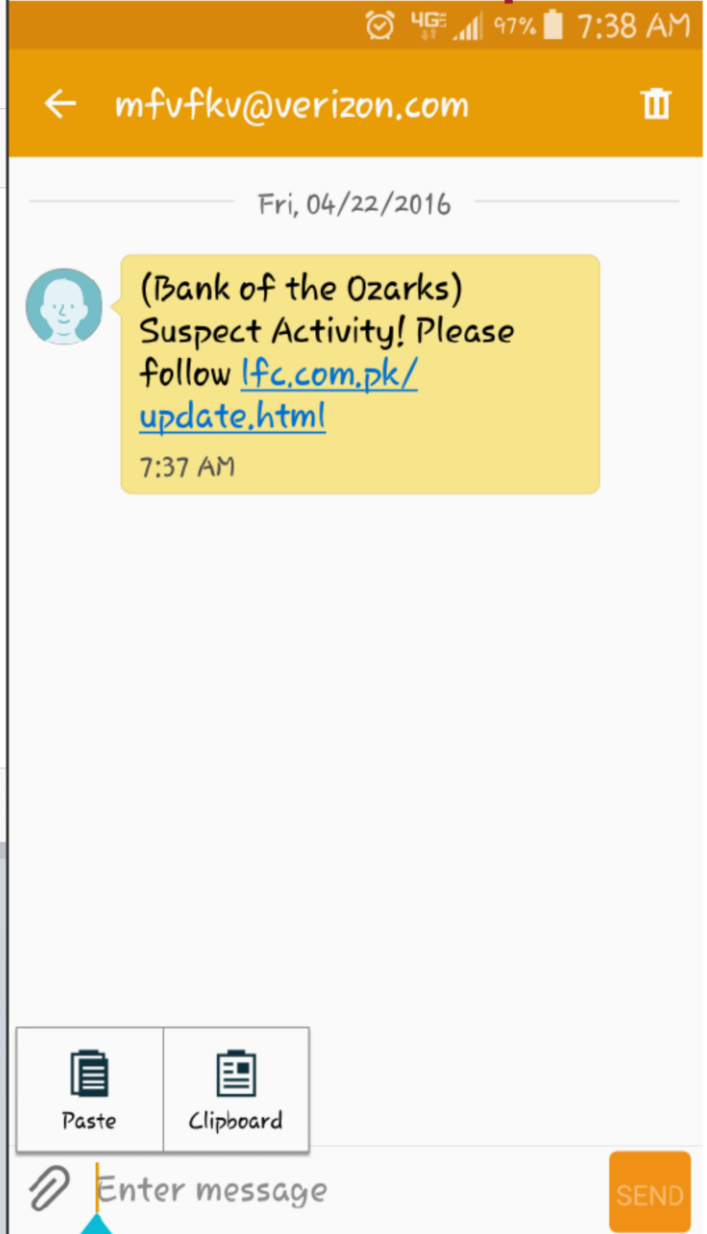 4G 97% 7:38 AM
mfvfkv@verizon.com
Fri, 04/22/2016
(Bank of the Ozarks)
Suspect Activity! Please
follow lfc.com.pk/
update.html
7:37 AM
Paste Clipboard
Enter message SEND